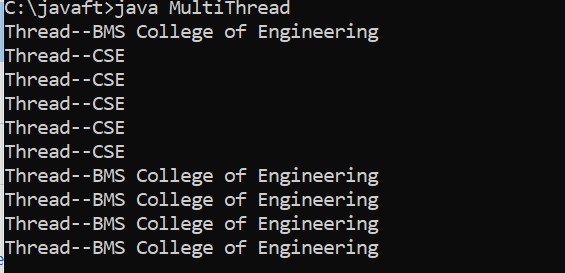 C:\javaft>java MultiThread
Thread--BMS College of Engineering
Thread--CSE
Thread--CSE
Thread--CSE
Thread--CSE
Thread--CSE
Thread--BMS College of Engineering
Thread--BMS College of Engineering
Thread--BMS College of Engineering
Thread--BMS College of Engineering